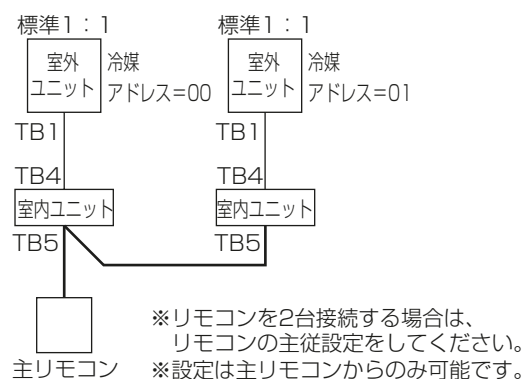 標準1：1
室外
ユニット
冷媒
アドレス=00
TB1
TB4
室内ユニット
TB5
標準1：1
室外
ユニット
冷媒
アドレス=01
TB1
TB4
室内ユニット
TB5
主リモコン
※リモコンを2台接続する場合は、
リモコンの主従設定をしてください。
※設定は主リモコンからのみ可能です。